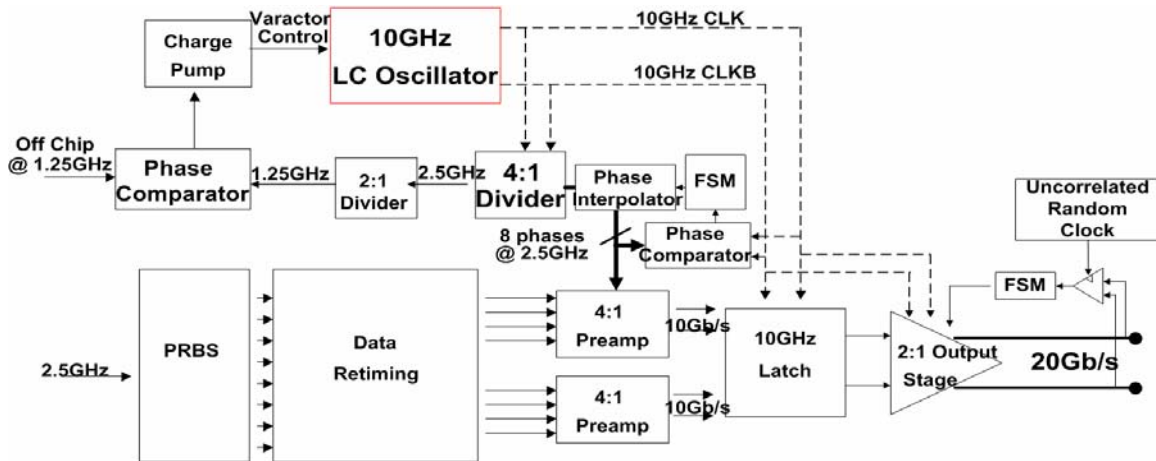 Varactor
Control
10GHz
LC Oscillator
10GHz CLK
10GHz CLKB
Charge
Pump
Off Chip
@ 1.25GHz
Phase
Comparator
1.25GHz
2:1
Divider
2.5GHz
4:1
Divider
Phase
Interpolator
FSM
8 phases
@ 2.5GHz
Phase
Comparator
Uncorrelated
Random
Clock
FSM
2.5GHz
PRBS
Data
Retiming
4:1
Preamp
10Gb/s
4:1
Preamp
10Gb/s
10GHz
Latch
2:1 Output
Stage
20Gb/s